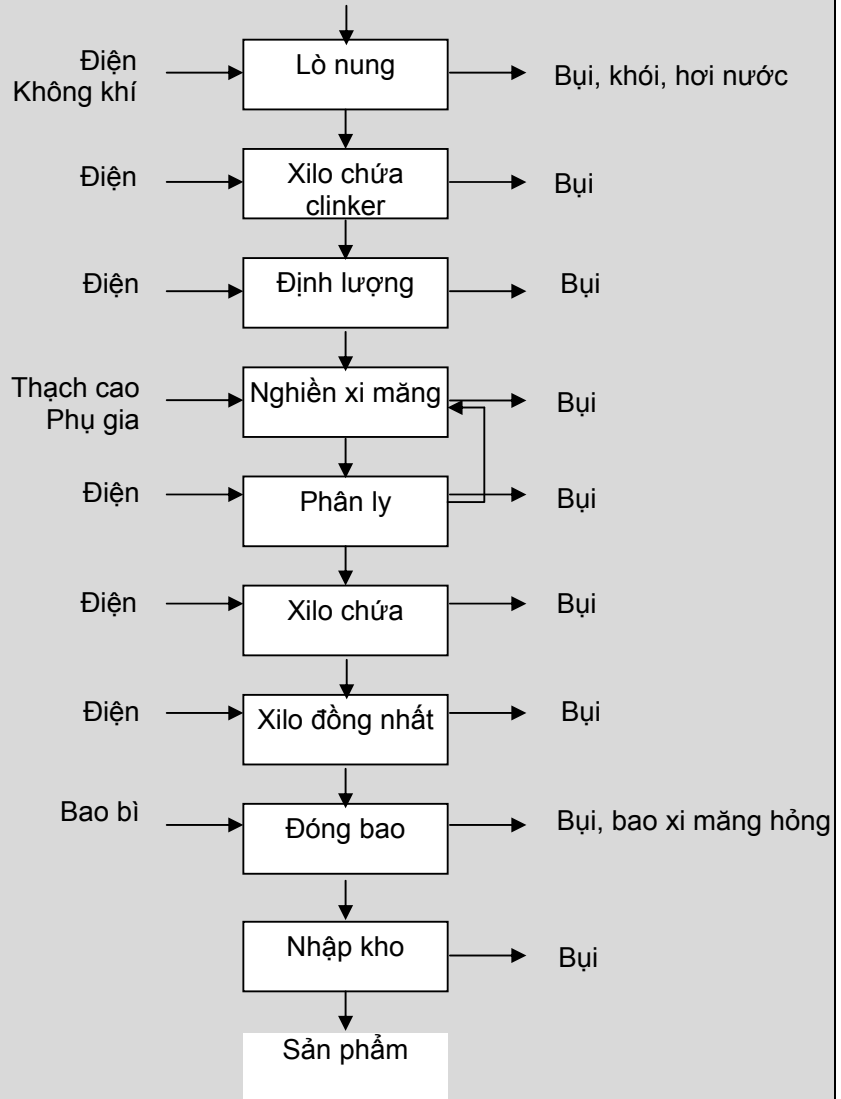 Điện
Không khí
Lò nung
Bụi, khói, hơi nước
Điện
Xilo chứa
clinker
Bụi
Điện
Định lượng
Bụi
Thạch cao
Phụ gia
Nghiền xi măng
Bụi
Điện
Phân ly
Bụi
Điện
Xilo chứa
Bụi
Điện
Xilo đồng nhất
Bụi
Bao bì
Đóng bao
Bụi, bao xi măng hỏng
Nhập kho
Bụi
Sản phẩm